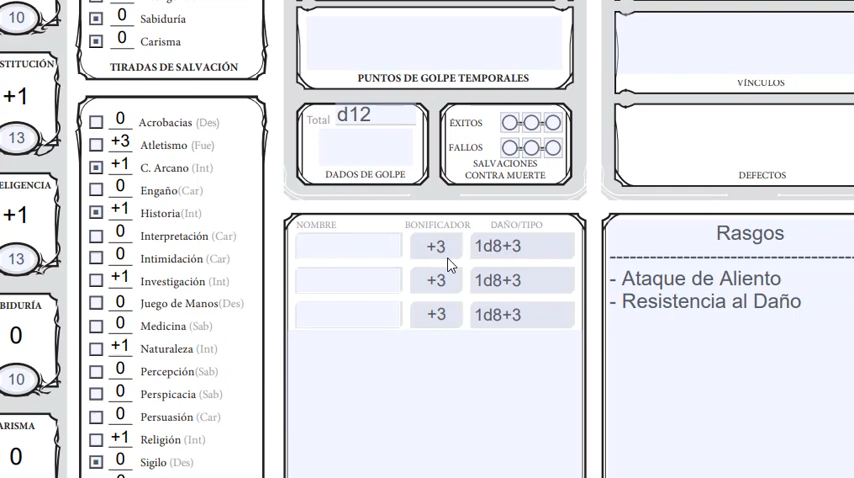 10
0 Sabiduría
0 Carisma
TIRADAS DE SALVACIÓN
STITUCIÓN
+1
13
ELIGENCIA
+1
13
BIDURÍA
0
10
ARISMA
0
0 Acrobacias (Des)
+3 Atletismo (Fue)
+1 C. Arcano (Int)
0 Engaño(Car)
+1 Historia(Int)
0 Interpretación (Car)
0 Intimidación (Car)
+1 Investigación (Int)
0 Juego de Manos(Des)
0 Medicina (Sab)
+1 Naturaleza (Int)
0 Percepción(Sab)
0 Perspicacia (Sab)
0 Persuasión (Car)
+1 Religión (Int)
0 Sigilo (Des)
PUNTOS DE GOLPE TEMPORALES
Total d12
DADOS DE GOLPE
ÉXITOS
FALLOS
SALVACIONES
CONTRA MUERTE
NOMBRE BONIFICADOR DAÑO/TIPO
+3 1d8+3
+3 1d8+3
+3 1d8+3
VÍNCULOS
DEFECTOS
Rasgos
--------------------------------------
- Ataque de Aliento
- Resistencia al Daño